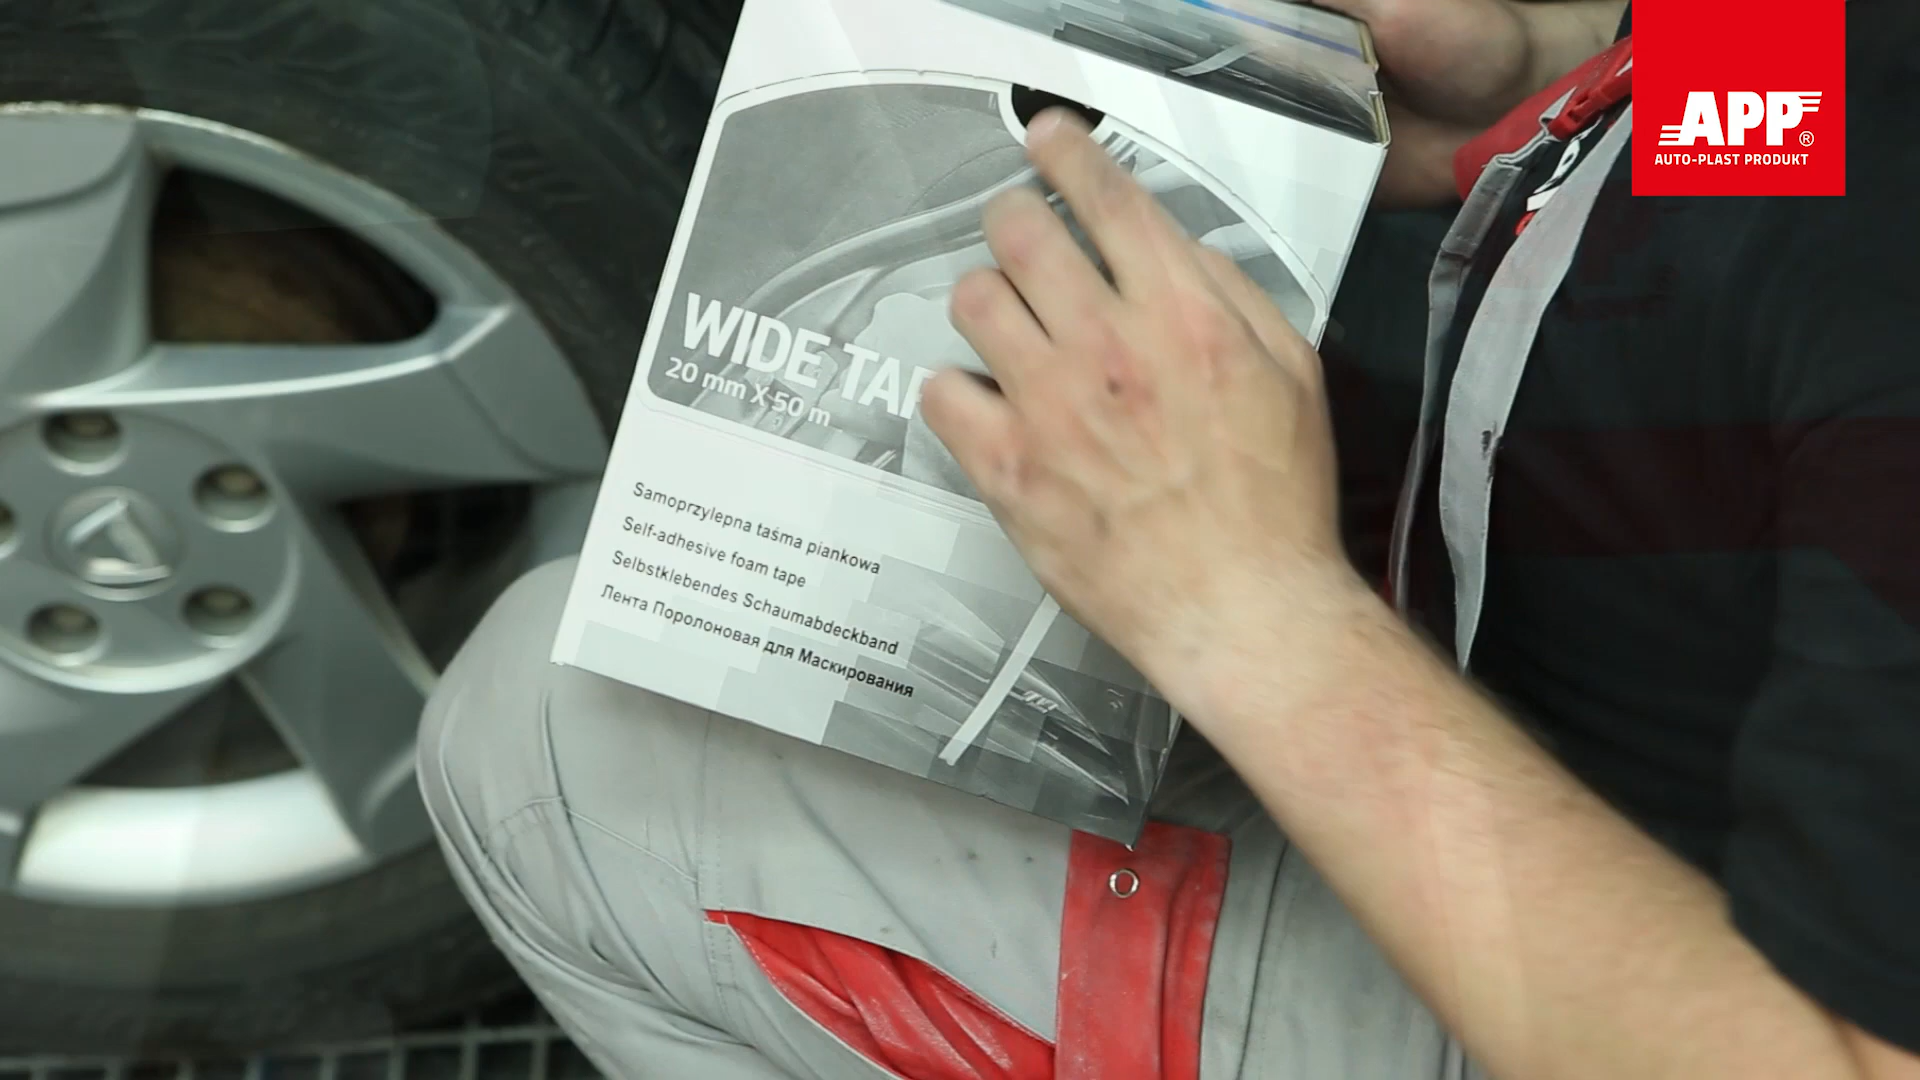 APP®
AUTO-PLAST PRODUKT
WIDE
20 mm X 50 m
Samoprzylepna taśma piankowa
Self-adhesive foam tape
Selbstklebendes Schaumabdeckband
Лента Поролоновая для Маскирования